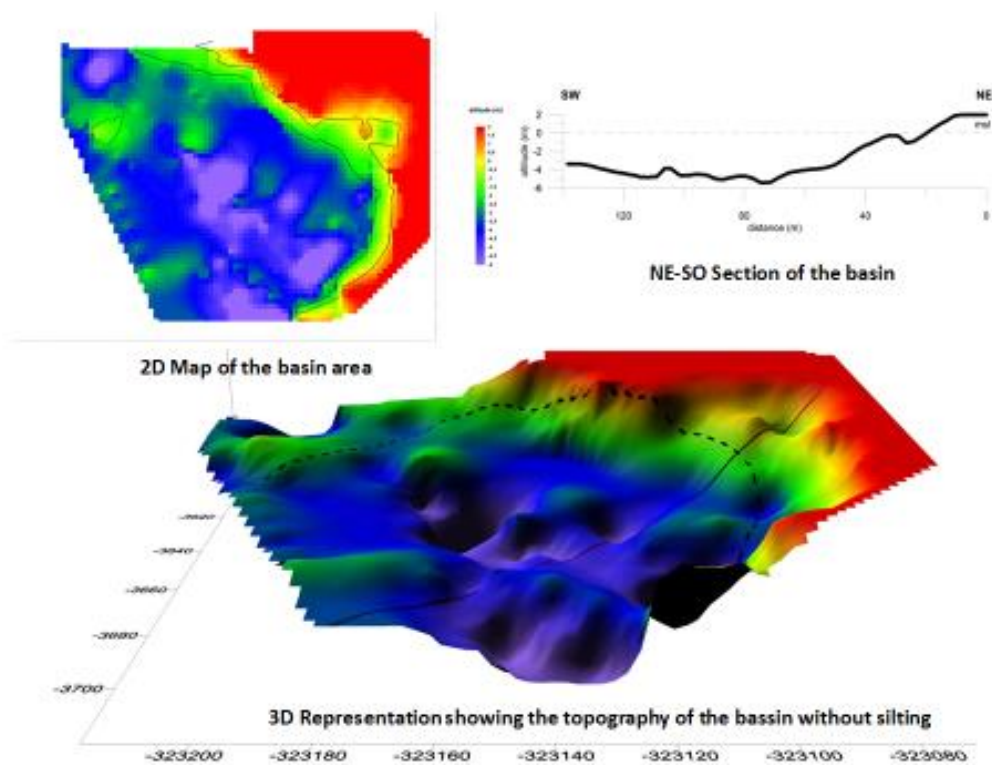 SW
NE
altitude (m)
2
0
-2
-4
-6
msl
120
80
40
0
distance (m)
NE-SO Section of the basin
2D Map of the basin area
-3640
-3660
-3680
-3700
3D Representation showing the topography of the bassin without silting
-323200
-323180
-323160
-323140
-323120
-323100
-323080